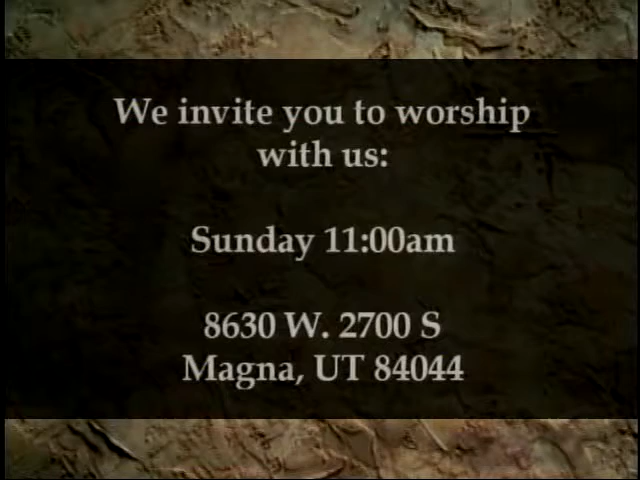 We invite you to worship
with us:
Sunday 11:00am
8630 W. 2700 S
Magna, UT 84044